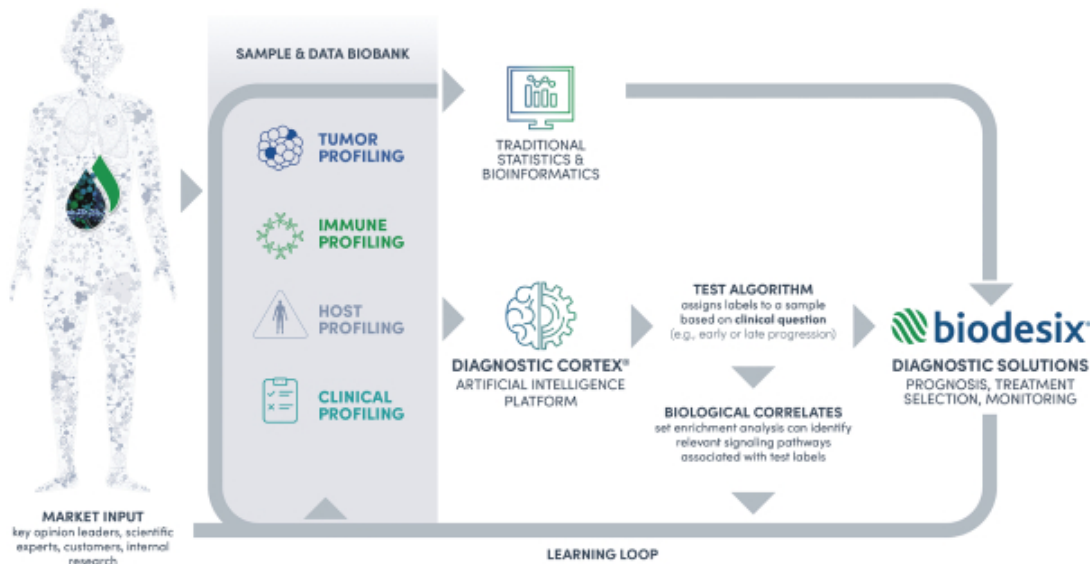 SAMPLE & DATA BIOBANK
TUMOR
PROFILING
IMMUNE
PROFILING
HOST
PROFILING
CLINICAL
PROFILING
MARKET INPUT
key opinion leaders, scientific
experts, customers, internal
research
TRADITIONAL
STATISTICS &
BIOINFORMATICS
DIAGNOSTIC CORTEX®
ARTIFICIAL INTELLIGENCE
PLATFORM
TEST ALGORITHM
assigns labels to a sample
based on clinical question
(e.g., early or late progression)
BIOLOGICAL CORRELATES
set enrichment analysis can identify
relevant signaling pathways
associated with test labels
biodesix®
DIAGNOSTIC SOLUTIONS
PROGNOSIS, TREATMENT
SELECTION, MONITORING
LEARNING LOOP